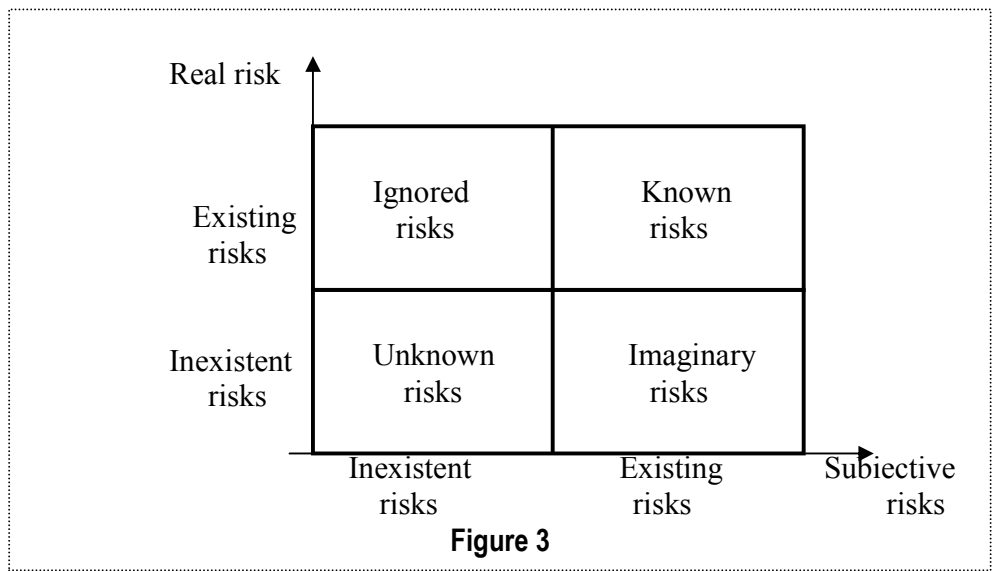 Real risk
Ignored
risks
Known
risks
Existing
risks
Unknown
risks
Imaginary
risks
Inexistent
risks
Inexistent
risks
Existing
risks
Subiective
risks
Figure 3